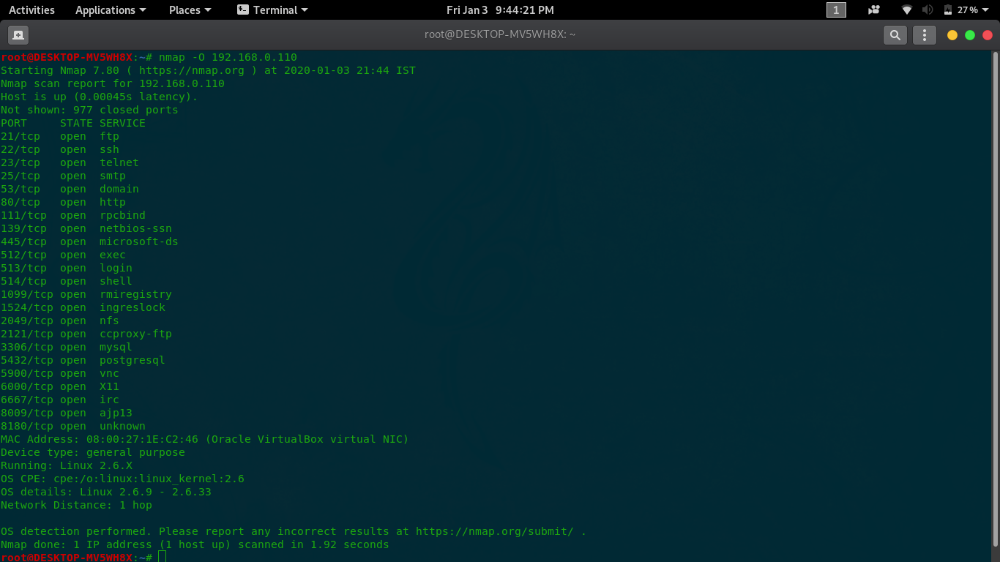 Activities Applications Places Terminal Fri Jan 3 9:44:21 PM 1 27 %
root@DESKTOP-MV5WH8X: ~
root@DESKTOP-MV5WH8X:~# nmap -O 192.168.0.110
Starting Nmap 7.80 ( https://nmap.org ) at 2020-01-03 21:44 IST
Nmap scan report for 192.168.0.110
Host is up (0.00045s latency).
Not shown: 977 closed ports
PORT     STATE SERVICE
21/tcp   open  ftp
22/tcp   open  ssh
23/tcp   open  telnet
25/tcp   open  smtp
53/tcp   open  domain
80/tcp   open  http
111/tcp  open  rpcbind
139/tcp  open  netbios-ssn
445/tcp  open  microsoft-ds
512/tcp  open  exec
513/tcp  open  login
514/tcp  open  shell
1099/tcp open  rmiregistry
1524/tcp open  ingreslock
2049/tcp open  nfs
2121/tcp open  ccproxy-ftp
3306/tcp open  mysql
5432/tcp open  postgresql
5900/tcp open  vnc
6000/tcp open  X11
6667/tcp open  irc
8009/tcp open  ajp13
8180/tcp open  unknown
MAC Address: 08:00:27:1E:C2:46 (Oracle VirtualBox virtual NIC)
Device type: general purpose
Running: Linux 2.6.X
OS CPE: cpe:/o:linux:linux_kernel:2.6
OS details: Linux 2.6.9 - 2.6.33
Network Distance: 1 hop
OS detection performed. Please report any incorrect results at https://nmap.org/submit/ .
Nmap done: 1 IP address (1 host up) scanned in 1.92 seconds
root@DESKTOP-MV5WH8X:~#